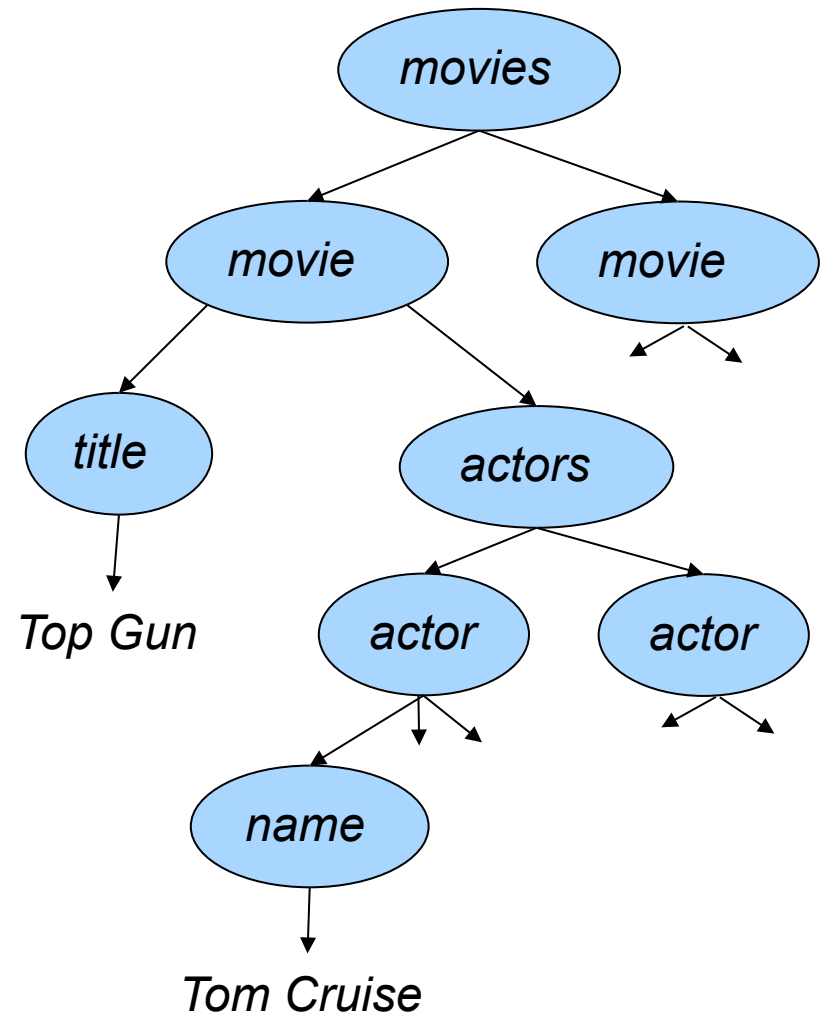 movies
movie
movie
title
actors
Top Gun
actor
actor
name
Tom Cruise